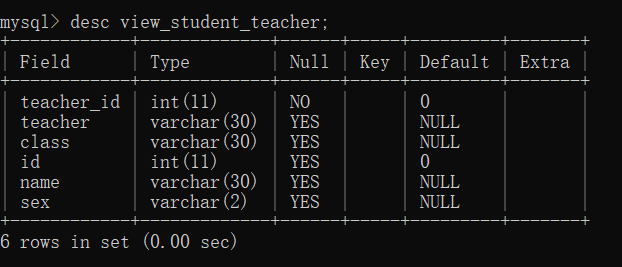 mysql> desc view_student_teacher;
+------------+-------------+------+-----+---------+-------+
| Field      | Type        | Null | Key | Default | Extra |
+------------+-------------+------+-----+---------+-------+
| teacher_id | int(11)     | NO   |     | 0       |       |
| teacher    | varchar(30) | YES  |     | NULL    |       |
| class      | varchar(30) | YES  |     | NULL    |       |
| id         | int(11)     | YES  |     | 0       |       |
| name       | varchar(30) | YES  |     | NULL    |       |
| sex        | varchar(2)  | YES  |     | NULL    |       |
+------------+-------------+------+-----+---------+-------+
6 rows in set (0.00 sec)